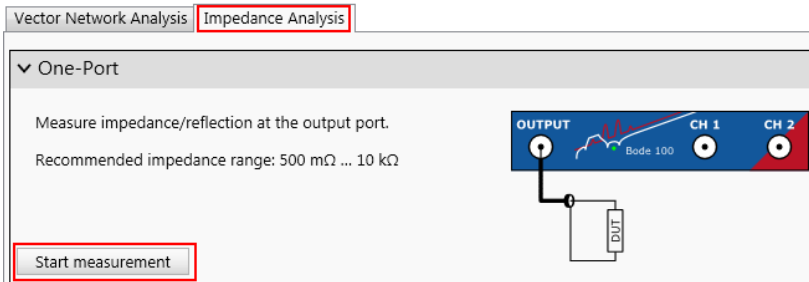 Vector Network Analysis Impedance Analysis
One-Port
Measure impedance/reflection at the output port.
Recommended impedance range: 500 mΩ ... 10 kΩ
OUTPUT CH 1 CH 2
Bode 100
DUT
Start measurement